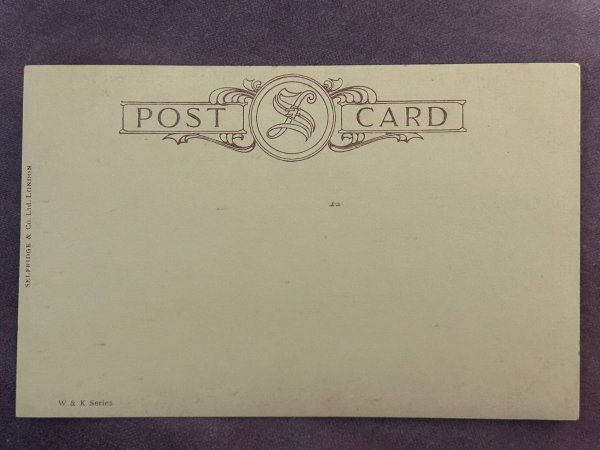 POST CARD
SELFRIDGE & Co. Ltd. LONDON
W & K Series